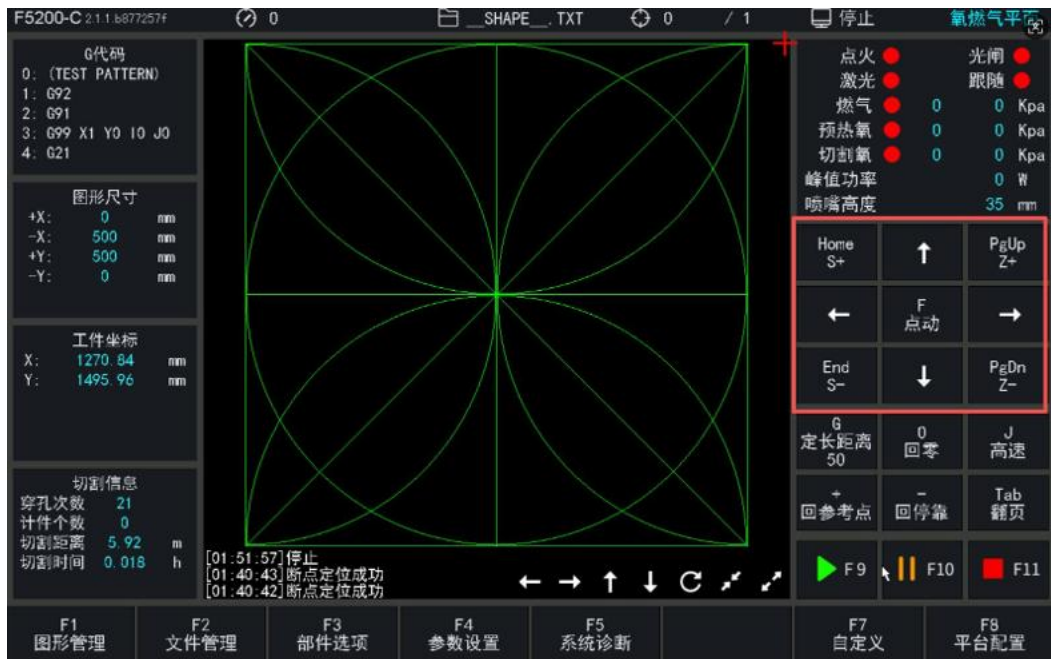 F5200-C 2.1.1.b877257f
0
__SHAPE__.TXT
0 / 1
停止
氧燃气平面
G代码
0: (TEST PATTERN)
1: G92
2: G91
3: G99 X1 Y0 I0 J0
4: G21
图形尺寸
+X: 0 mm
-X: 500 mm
+Y: 500 mm
-Y: 0 mm
工件坐标
X: 1270.84 mm
Y: 1495.96 mm
切割信息
穿孔次数 21
计件个数 0
切割距离 5.92 m
切割时间 0.018 h
[01:51:57]停止
[01:40:43]断点定位成功
[01:40:42]断点定位成功
点火 光闸
激光 跟随
燃气 0 0 Kpa
预热氧 0 0 Kpa
切割氧 0 0 Kpa
峰值功率 0 W
喷嘴高度 35 mm
Home
S+
↑
PgUp
Z+
←
F
点动
→
End
S-
↓
PgDn
Z-
G
定长距离
50
0
回零
J
高速
+
回参考点
-
回停靠
Tab
翻页
F9
F10
F11
F1
图形管理
F2
文件管理
F3
部件选项
F4
参数设置
F5
系统诊断
F7
自定义
F8
平台配置